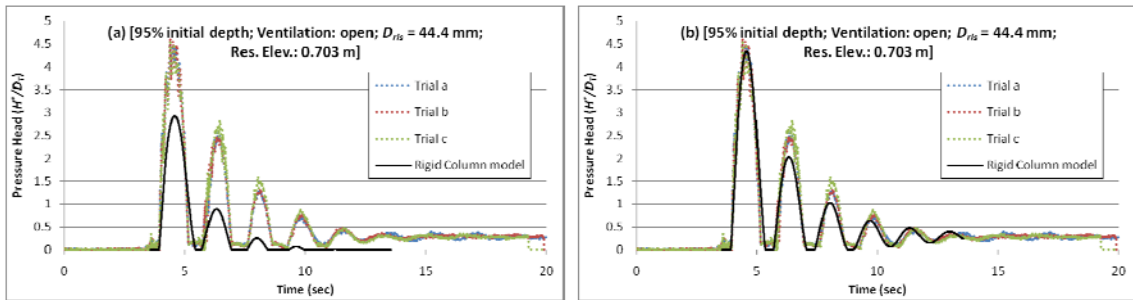 (a) [95% initial depth; Ventilation: open; Dris = 44.4 mm;
Res. Elev.: 0.703 m]
Pressure Head (H'/D1)
5
4.5
4
3.5
3
2.5
2
1.5
1
0.5
0
Trial a
Trial b
Trial c
Rigid Column model
0
5
10
15
20
Time (sec)
(b) [95% initial depth; Ventilation: open; Dris = 44.4 mm;
Res. Elev.: 0.703 m]
Pressure Head (H'/D1)
5
4.5
4
3.5
3
2.5
2
1.5
1
0.5
0
Trial a
Trial b
Trial c
Rigid Column model
0
5
10
15
20
Time (sec)